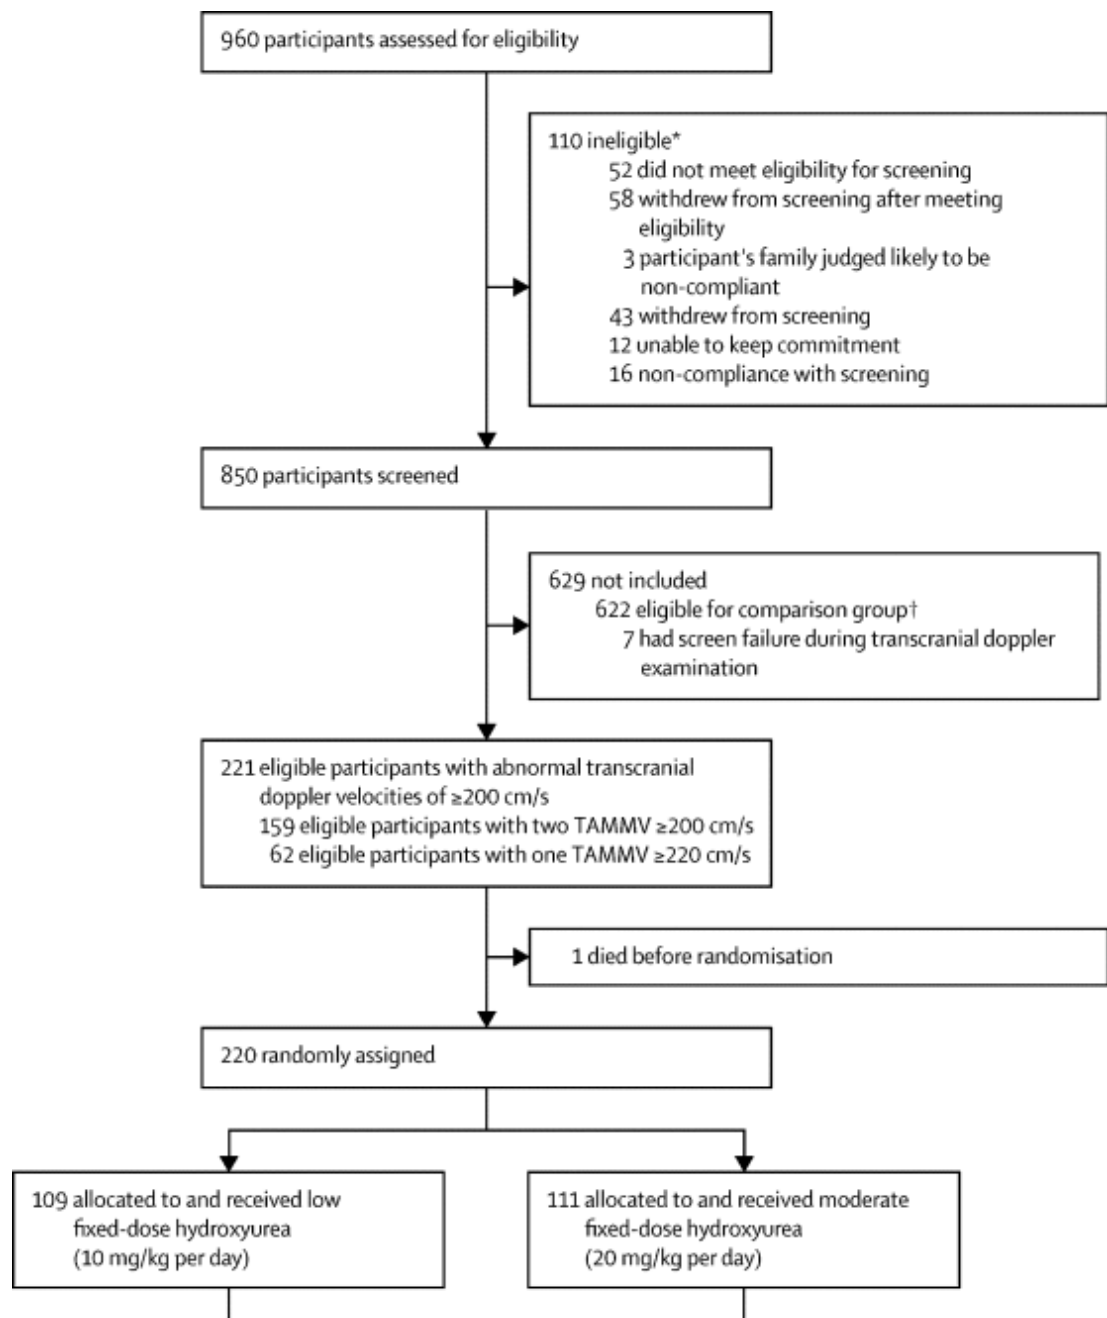 960 participants assessed for eligibility
110 ineligible*
52 did not meet eligibility for screening
58 withdrew from screening after meeting
eligibility
3 participant's family judged likely to be
non-compliant
43 withdrew from screening
12 unable to keep commitment
16 non-compliance with screening
850 participants screened
629 not included
622 eligible for comparison group†
7 had screen failure during transcranial doppler
examination
221 eligible participants with abnormal transcranial
doppler velocities of ≥200 cm/s
159 eligible participants with two TAMMV ≥200 cm/s
62 eligible participants with one TAMMV ≥220 cm/s
1 died before randomisation
220 randomly assigned
109 allocated to and received low
fixed-dose hydroxyurea
(10 mg/kg per day)
111 allocated to and received moderate
fixed-dose hydroxyurea
(20 mg/kg per day)